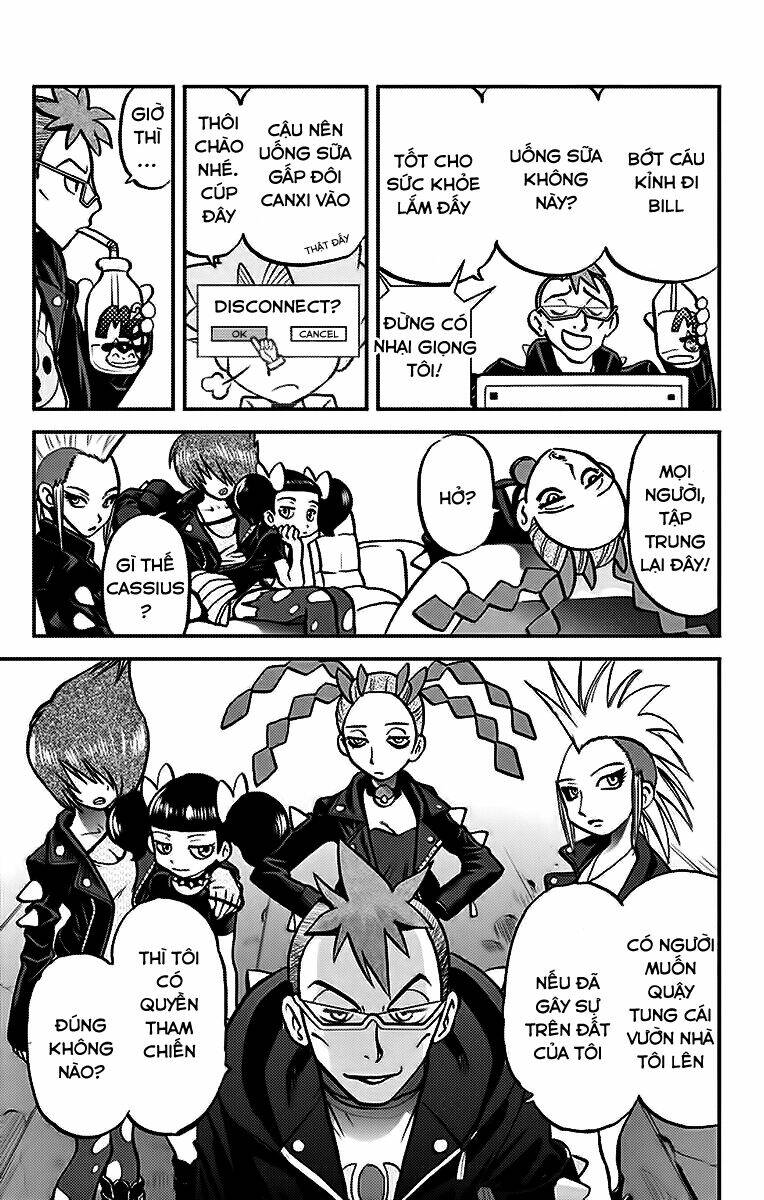 BỚT CÁU
KỈNH ĐI
BILL
UỐNG SỮA
KHÔNG
NÀY?
TỐT CHO
SỨC KHỎE
LẮM ĐẤY
ĐỪNG CÓ
NHẠI GIỌNG
TÔI!
CẬU NÊN
UỐNG SỮA
GẤP ĐÔI
CANXI VÀO
THẬT ĐẤY
THÔI
CHÀO
NHÉ.
CÚP
ĐÂY
DISCONNECT?
OK
CANCEL
GIỜ
THÌ
...
MỌI
NGƯỜI,
TẬP
TRUNG
LẠI ĐÂY!
HỞ?
GÌ THẾ
CASSIUS
?
CÓ NGƯỜI
MUỐN
QUẬY
TUNG CÁI
VƯỜN NHÀ
TÔI LÊN
NẾU ĐÃ
GÂY SỰ
TRÊN ĐẤT
CỦA TÔI
THÌ TÔI
CÓ
QUYỀN
THAM
CHIẾN
ĐÚNG
KHÔNG
NÀO?